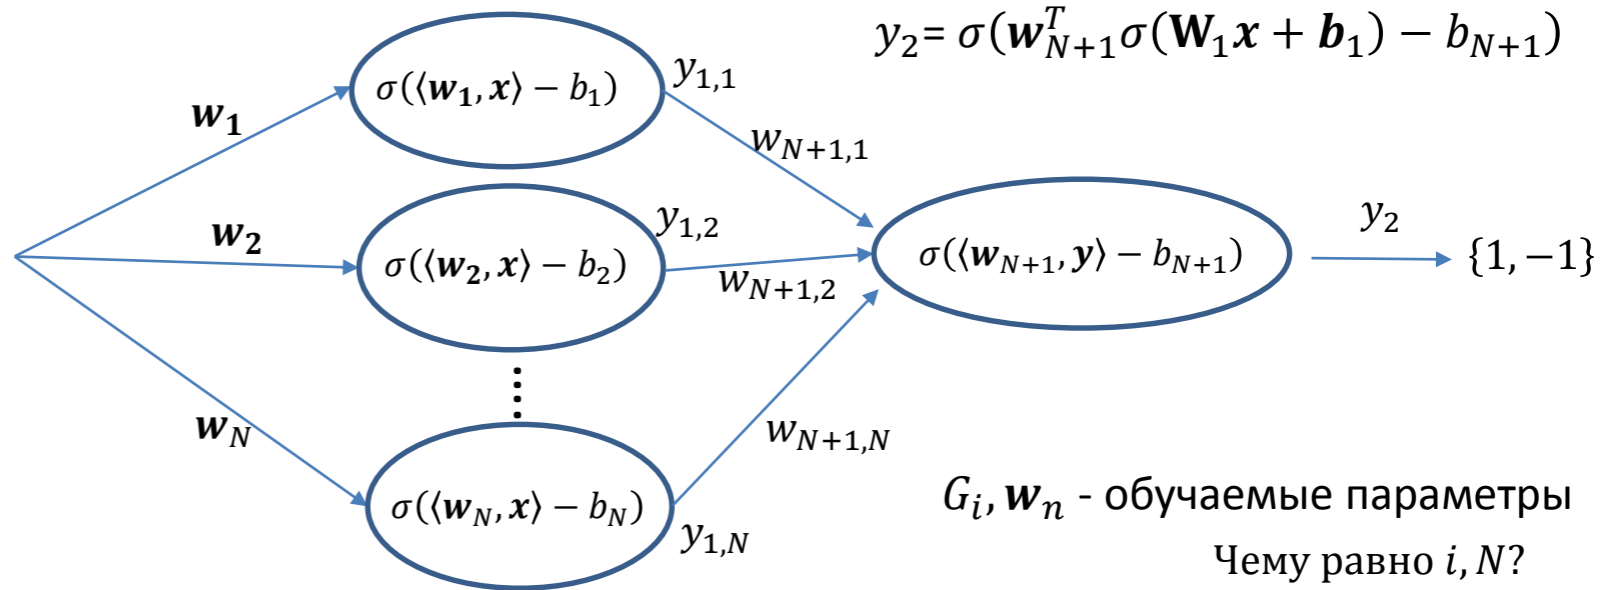 y₂= σ(𝒘ᵀ_{N+1}σ(𝐖₁𝒙 + 𝒃₁) − b_{N+1})
σ(⟨𝒘₁, 𝒙⟩ − b₁)
y_{1,1}
𝒘₁
w_{N+1,1}
𝒘₂
σ(⟨𝒘₂, 𝒙⟩ − b₂)
y_{1,2}
w_{N+1,2}
σ(⟨𝒘_{N+1}, 𝒚⟩ − b_{N+1})
y₂
{1, −1}
𝒘_N
w_{N+1,N}
σ(⟨𝒘_N, 𝒙⟩ − b_N)
y_{1,N}
G_i, 𝒘_n - обучаемые параметры
Чему равно i, N?